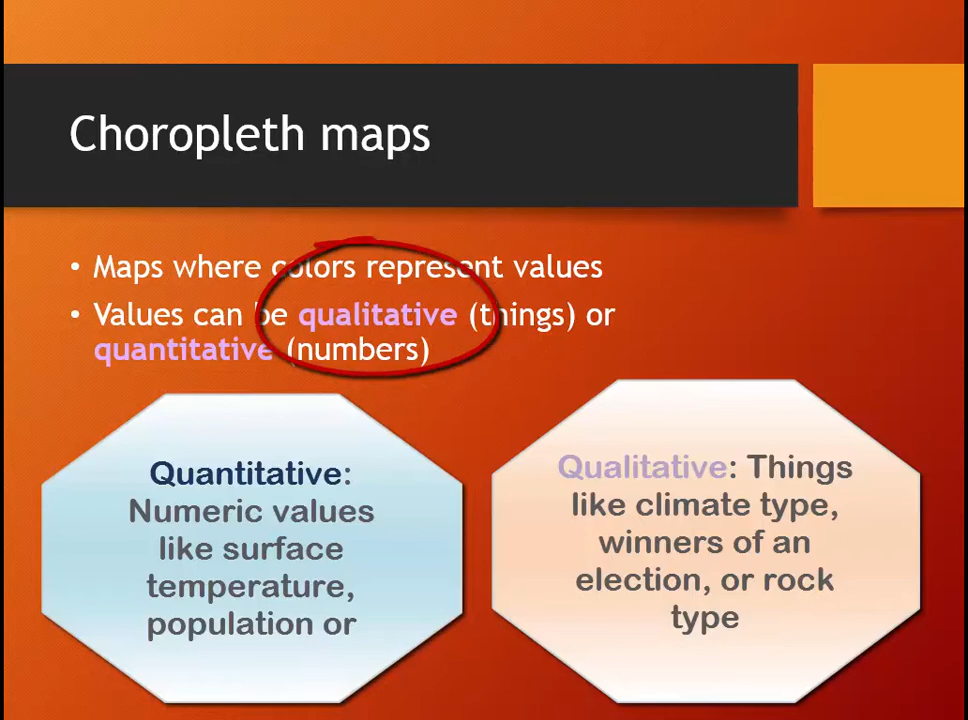 Choropleth maps
• Maps where colors represent values
• Values can be qualitative (things) or
quantitative (numbers)
Quantitative:
Numeric values
like surface
temperature,
population or
Qualitative: Things
like climate type,
winners of an
election, or rock
type